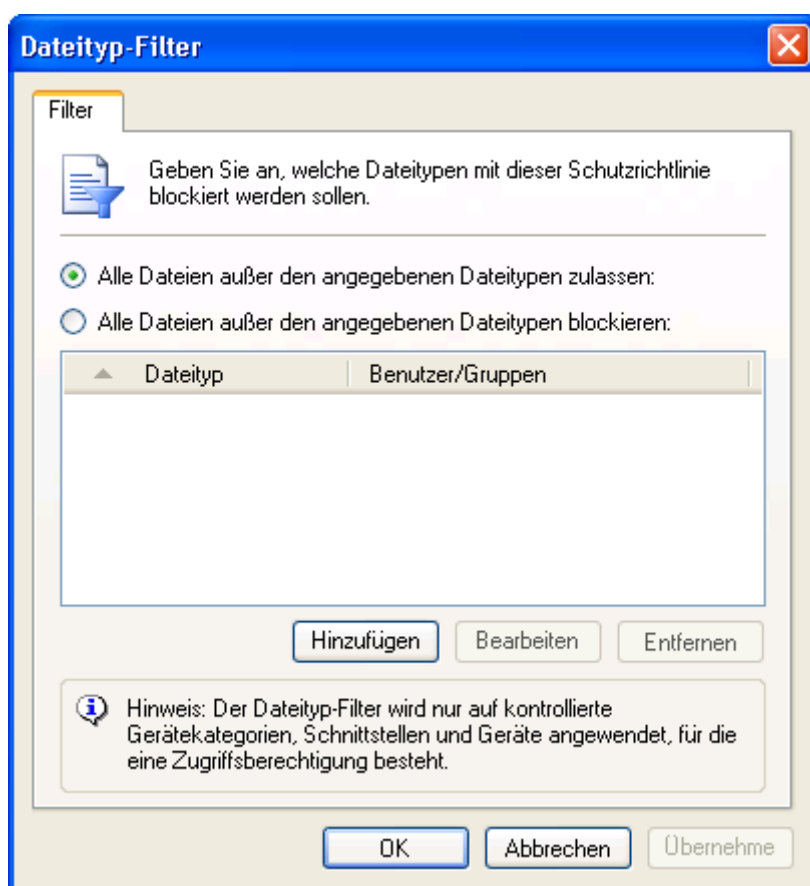 Dateityp-Filter
Filter
Geben Sie an, welche Dateitypen mit dieser Schutzrichtlinie
blockiert werden sollen.
Alle Dateien außer den angegebenen Dateitypen zulassen:
Alle Dateien außer den angegebenen Dateitypen blockieren:
Dateityp Benutzer/Gruppen
Hinzufügen Bearbeiten Entfernen
Hinweis: Der Dateityp-Filter wird nur auf kontrollierte
Gerätekategorien, Schnittstellen und Geräte angewendet, für die
eine Zugriffsberechtigung besteht.
OK Abbrechen Übernehme